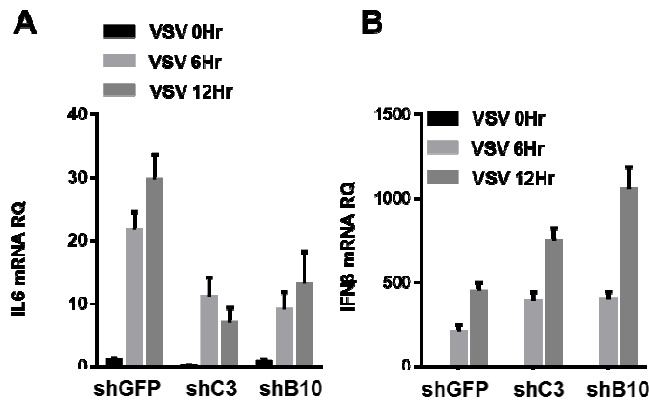 A
VSV 0Hr
VSV 6Hr
VSV 12Hr
40
30
20
10
0
IL6 mRNA RQ
shGFP shC3 shB10
B
1500
VSV 0Hr
VSV 6Hr
VSV 12Hr
1000
500
0
IFNβ mRNA RQ
shGFP shC3 shB10